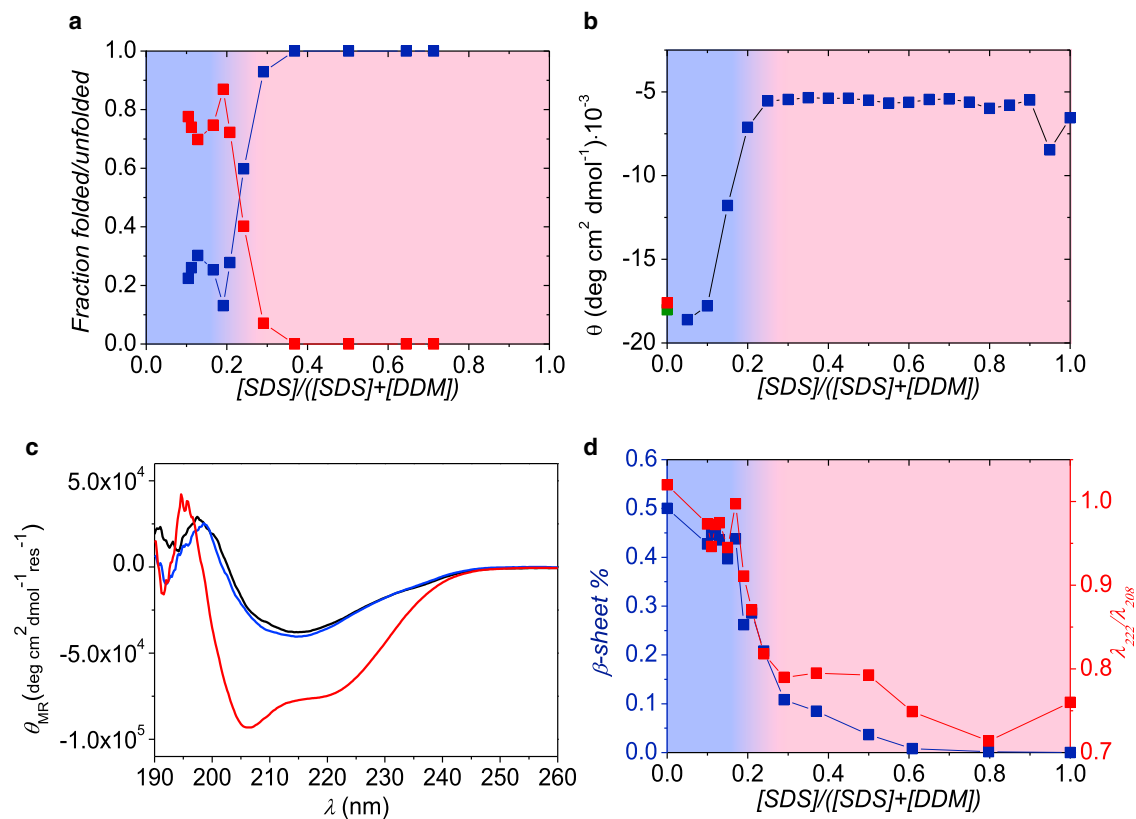 a
Fraction folded/unfolded
1.0
0.8
0.6
0.4
0.2
0.0
0.0 0.2 0.4 0.6 0.8 1.0
[SDS]/([SDS]+[DDM])
b
θ (deg cm² dmol⁻¹)·10⁻³
-5
-10
-15
-20
0.0 0.2 0.4 0.6 0.8 1.0
[SDS]/([SDS]+[DDM])
c
θMR (deg cm² dmol⁻¹res⁻¹)
5.0x10⁴
0.0
-5.0x10⁴
-1.0x10⁵
190 200 210 220 230 240 250 260
λ (nm)
d
β-sheet %
0.6
0.5
0.4
0.3
0.2
0.1
0.0
0.0 0.2 0.4 0.6 0.8 1.0
[SDS]/([SDS]+[DDM])
1.0
0.9
0.8
0.7
λ222/λ208